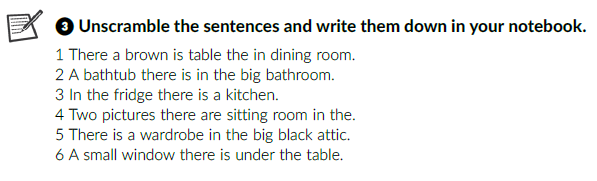 3 Unscramble the sentences and write them down in your notebook.
1 There a brown is table the in dining room.
2 A bathtub there is in the big bathroom.
3 In the fridge there is a kitchen.
4 Two pictures there are sitting room in the.
5 There is a wardrobe in the big black attic.
6 A small window there is under the table.